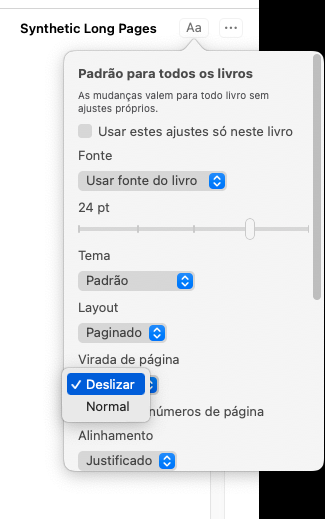 Synthetic Long Pages
Aa
Padrão para todos os livros
As mudanças valem para todo livro sem
ajustes próprios.
Usar estes ajustes só neste livro
Fonte
Usar fonte do livro
24 pt
Tema
Padrão
Layout
Paginado
Virada de página
Deslizar
Normal
números de página
Alinhamento
Justificado